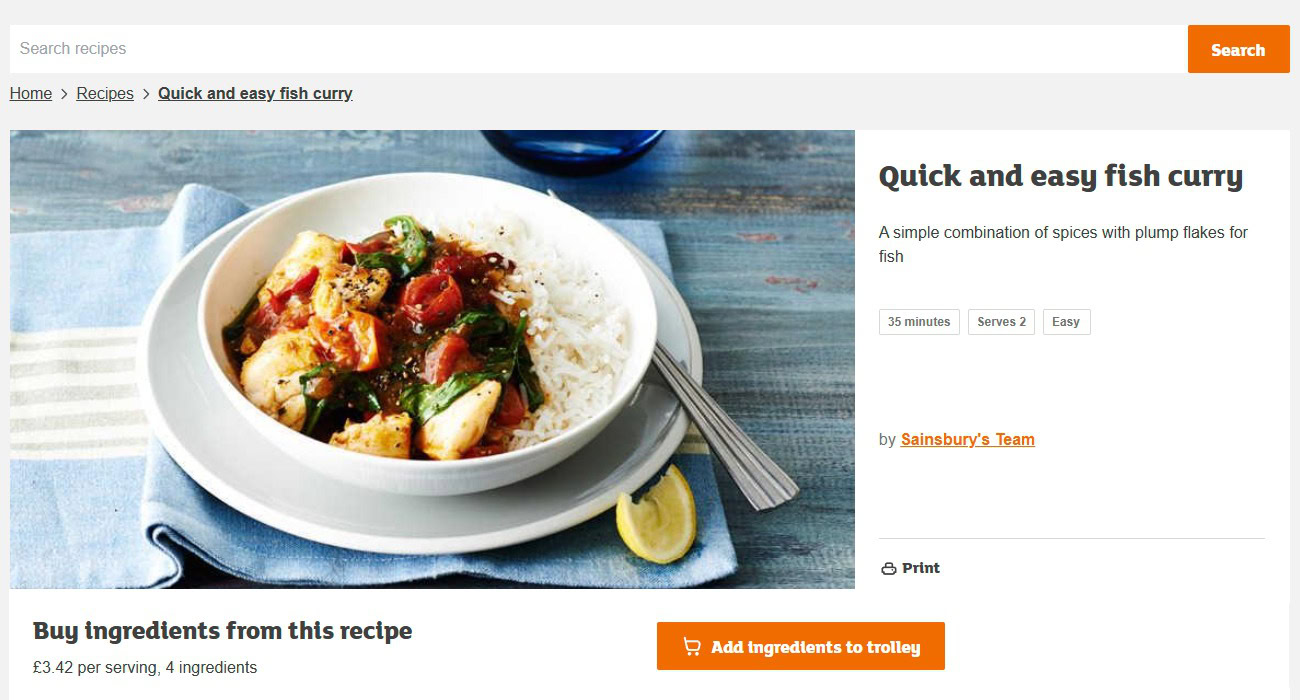 Search recipes
Search
Home > Recipes > Quick and easy fish curry
Quick and easy fish curry
A simple combination of spices with plump flakes for
fish
35 minutes Serves 2 Easy
by Sainsbury's Team
Print
Buy ingredients from this recipe
£3.42 per serving, 4 ingredients
Add ingredients to trolley